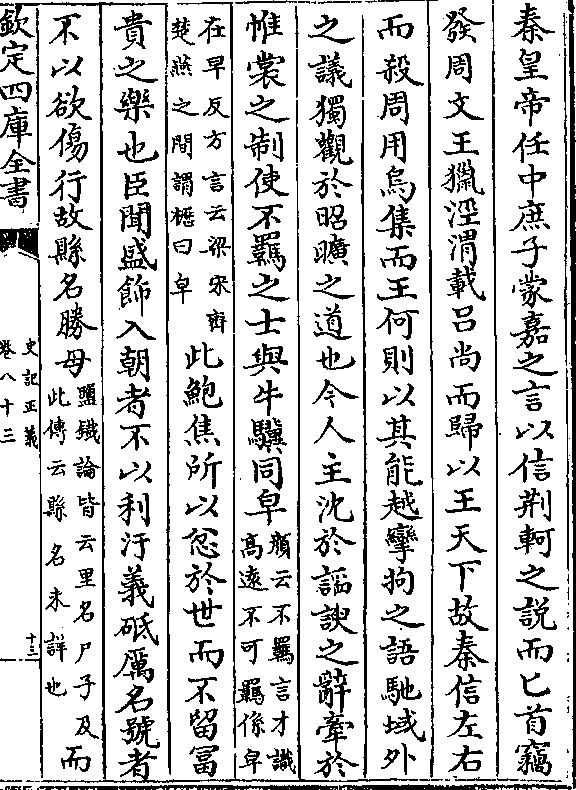 秦皇帝任中庶子蒙嘉之言以信荆軻之說而匕首竊
發周文王獵涇渭載吕尚而歸以王天下故秦信左右
而殺周用烏集而王何則以其能越攣拘之語馳域外
之議獨觀於昭曠之道也今人主沈於謟諛之辭牽於
帷裳之制使不羈之士與牛驥同皁
顔云不羈言才識
高遠不可羈係皁
在早反方言云梁宋齊
楚燕之間謂櫪曰皁
此鮑焦所以忿於世而不留冨
貴之樂也臣聞盛飾入朝者不以利汙義砥厲名號者
不以欲傷行故縣名勝母
鹽鐵論皆云里名尸子及
此傳云縣名未詳也
而
欽定四庫全書
史記正義
卷八十三
十三